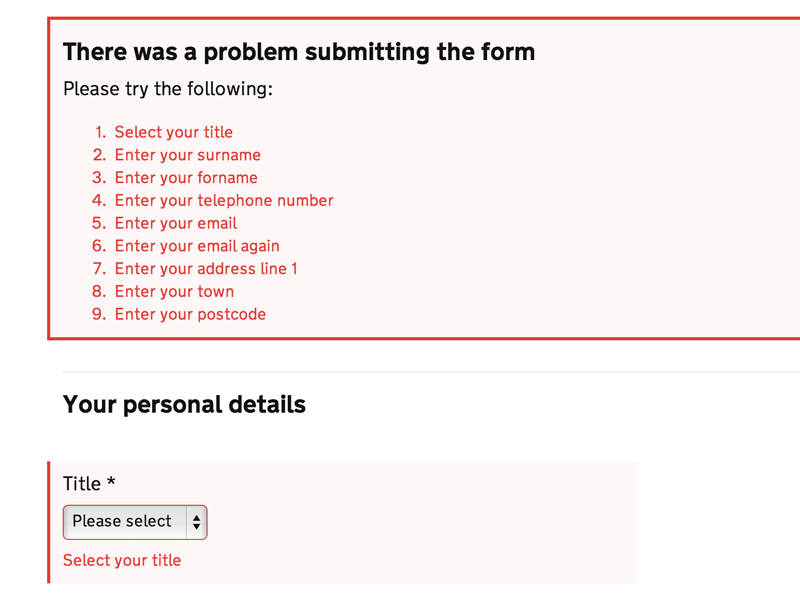 There was a problem submitting the form
Please try the following:
1. Select your title
2. Enter your surname
3. Enter your forname
4. Enter your telephone number
5. Enter your email
6. Enter your email again
7. Enter your address line 1
8. Enter your town
9. Enter your postcode
Your personal details
Title *
Please select
Select your title